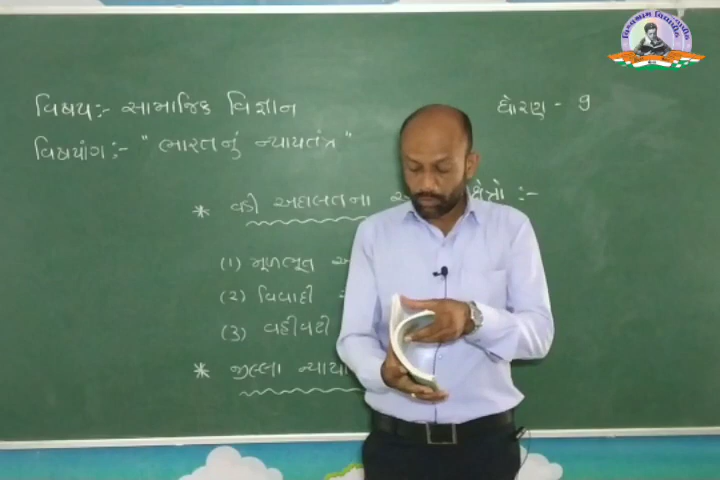 વિષય:- સામાજિક વિજ્ઞાન
ધોરણ - 9
વિષયાંગ:- "ભારતનું ન્યાયતંત્ર"
* વડી અદાલતના
:-
(1) મૂળભૂત
(2) વિવાદી
(3) વહીવટી
* જીલ્લા